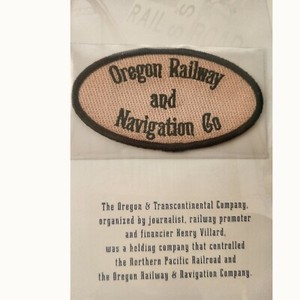 Oregon Railway
and
Navigation Co
The Oregon & Transcontinental Company,
organized by journalist, railway promoter
and financier Henry Villard,
was a holding company that controlled
the Northern Pacific Railroad and
the Oregon Railway & Navigation Company.